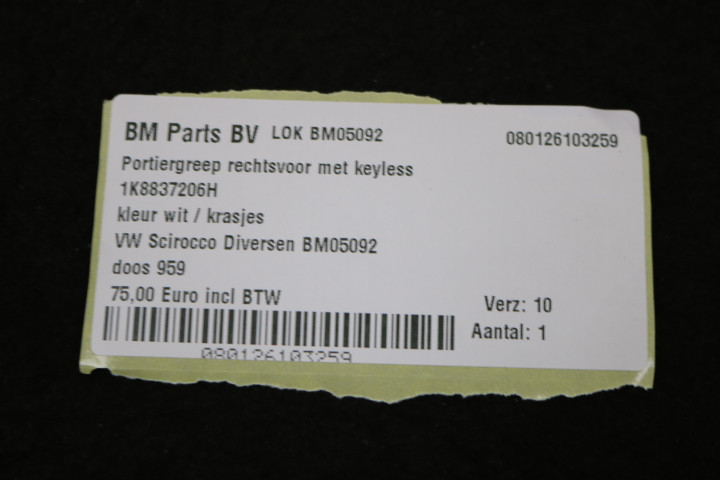 BM Parts BV LOK BM05092 080126103259
Portiergreep rechtsvoor met keyless
1K8837206H
kleur wit / krasjes
VW Scirocco Diversen BM05092
doos 959
75,00 Euro incl BTW
Verz: 10
Aantal: 1
080126103259